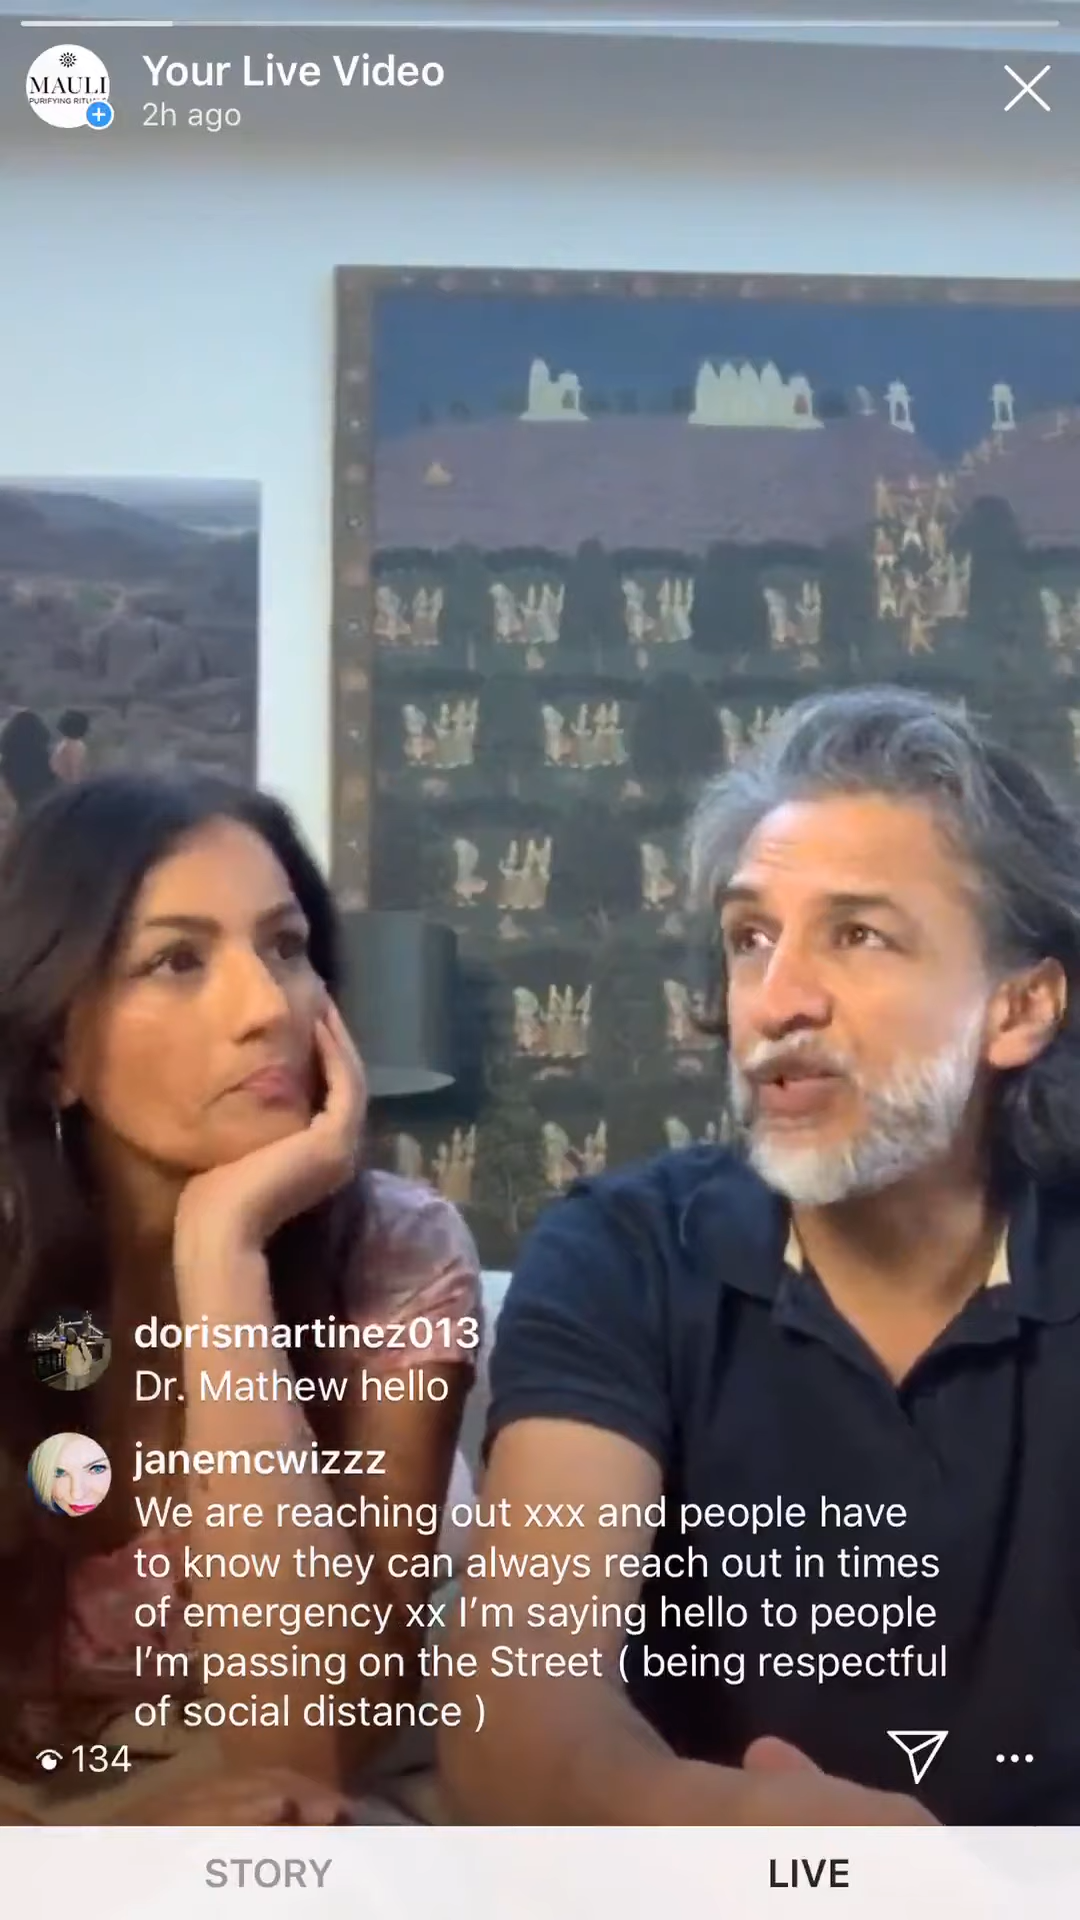 MAULI
PURIFYING RITUALS
Your Live Video
2h ago
dorismartinez013
Dr. Mathew hello
janemcwizzz
We are reaching out xxx and people have
to know they can always reach out in times
of emergency xx I’m saying hello to people
I’m passing on the Street ( being respectful
of social distance )
134
STORY
LIVE